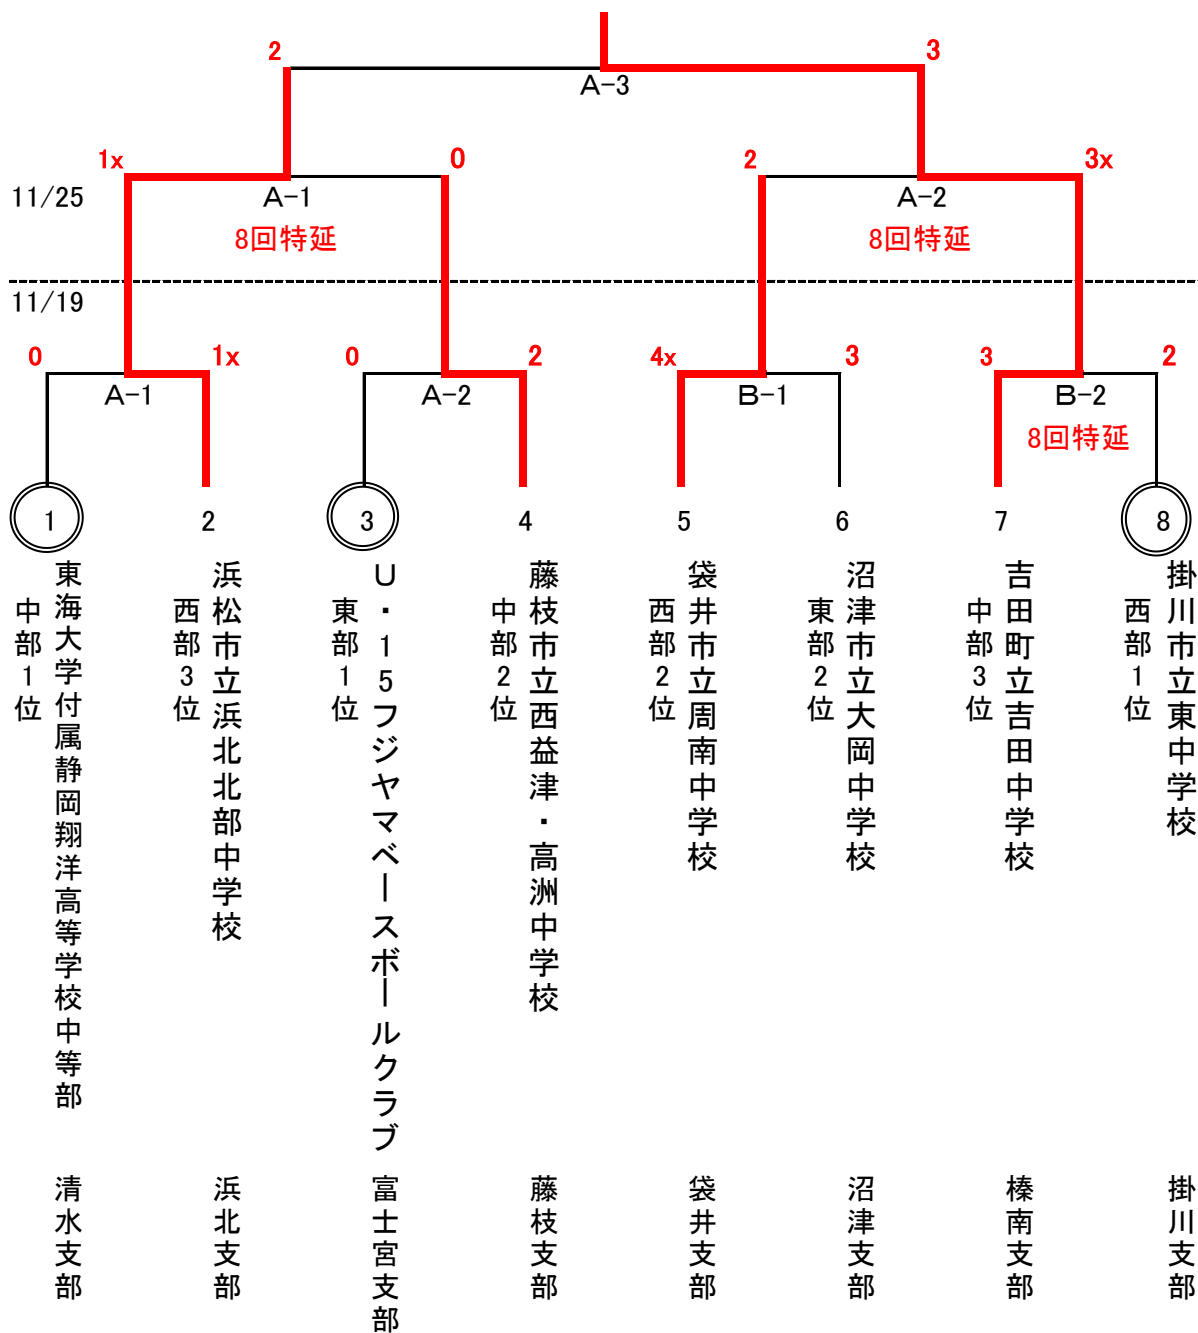 2
3
A-3
1x
0
2
3x
11/25
A-1
A-2
8回特延
8回特延
11/19
0
1x
0
2
4x
3
3
2
A-1
A-2
B-1
B-2
8回特延
1
2
3
4
5
6
7
8
東海大学付属静岡翔洋高等学校中等部
中部1位
浜松市立浜北北部中学校
西部3位
U・15フジヤマベースボールクラブ
東部1位
藤枝市立西益津・高洲中学校
中部2位
袋井市立周南中学校
西部2位
沼津市立大岡中学校
東部2位
吉田町立吉田中学校
中部3位
掛川市立東中学校
西部1位
清水支部
浜北支部
富士宮支部
藤枝支部
袋井支部
沼津支部
榛南支部
掛川支部